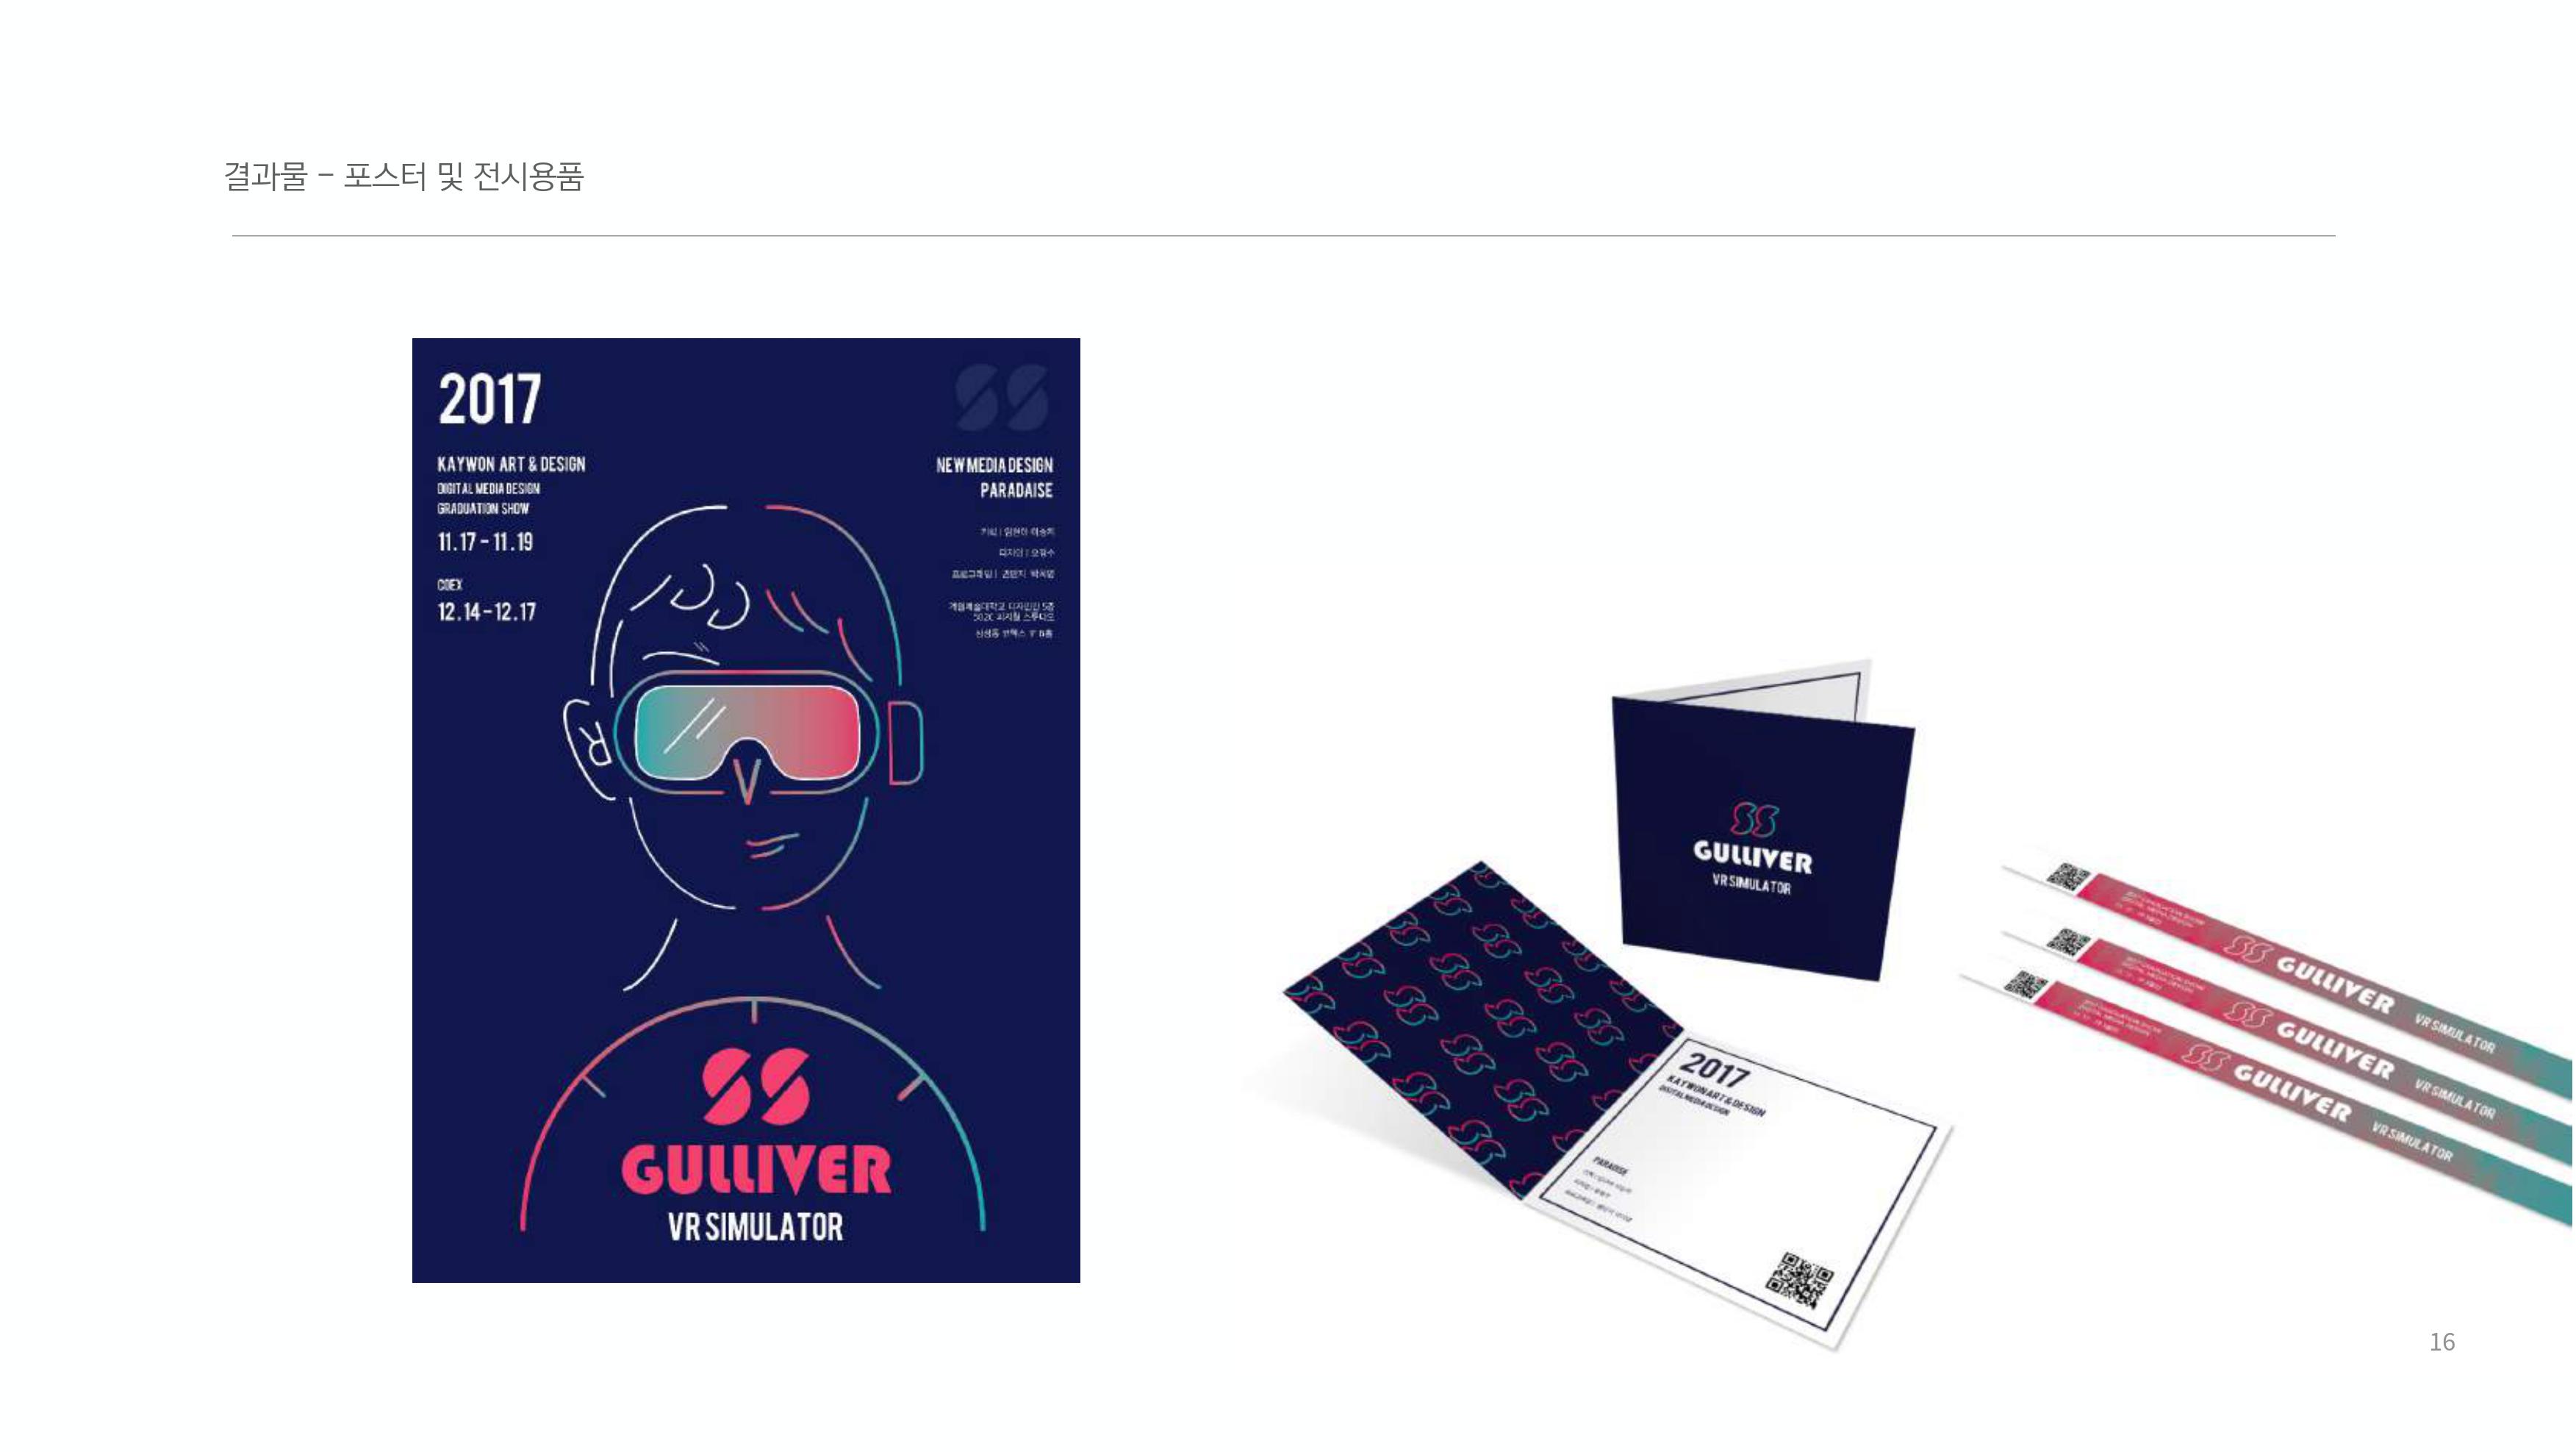 결과물 – 포스터 및 전시용품
2017
KAYWON ART & DESIGN
DIGITAL MEDIA DESIGN
GRADUATION SHOW
11.17 - 11.19
COEX
12.14 - 12.17
NEW MEDIA DESIGN
PARADAISE
R
GULLIVER
VR SIMULATOR
GULLIVER
VR SIMULATOR
2017
KAYWON ART & DESIGN
DIGITAL MEDIA DESIGN
PARADISE
GULLIVER VR SIMULATOR
GULLIVER VR SIMULATOR
GULLIVER VR SIMULATOR
16